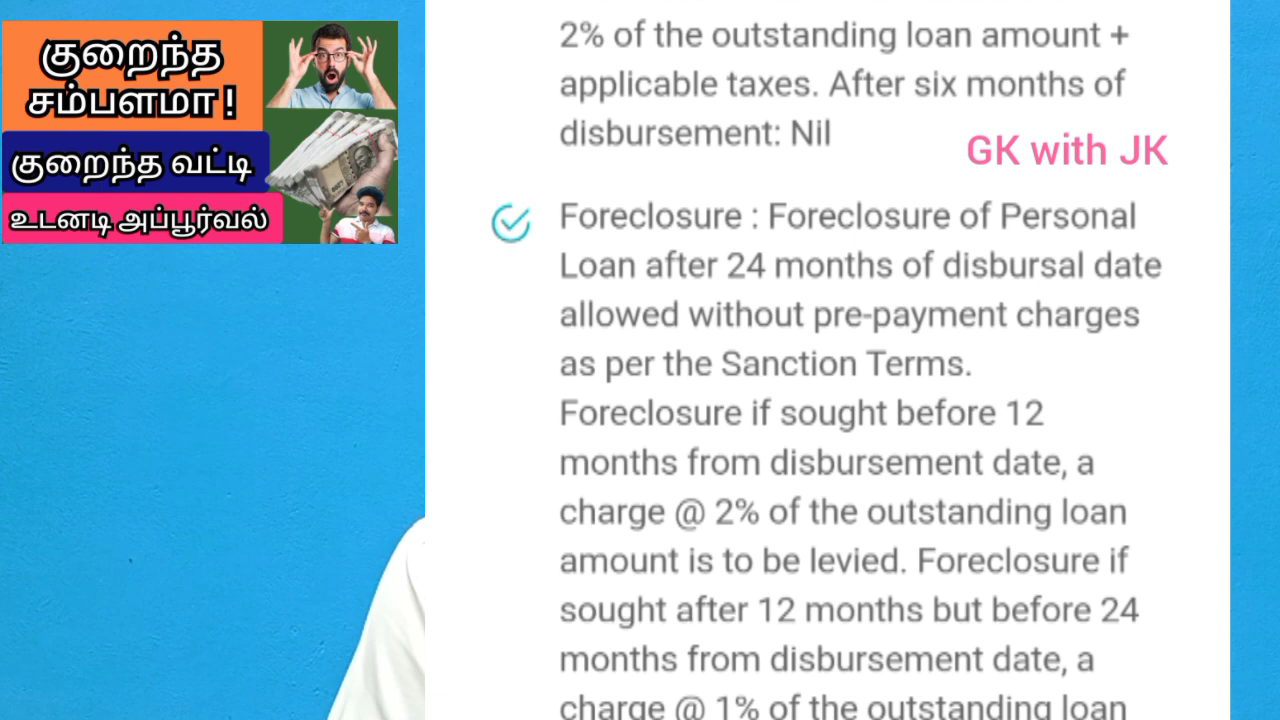 குறைந்த
சம்பளமா !
குறைந்த வட்டி
உடனடி அப்பூர்வல்
2% of the outstanding loan amount +
applicable taxes. After six months of
disbursement: Nil
GK with JK
Foreclosure : Foreclosure of Personal
Loan after 24 months of disbursal date
allowed without pre-payment charges
as per the Sanction Terms.
Foreclosure if sought before 12
months from disbursement date, a
charge @ 2% of the outstanding loan
amount is to be levied. Foreclosure if
sought after 12 months but before 24
months from disbursement date, a
charge @ 1% of the outstanding loan